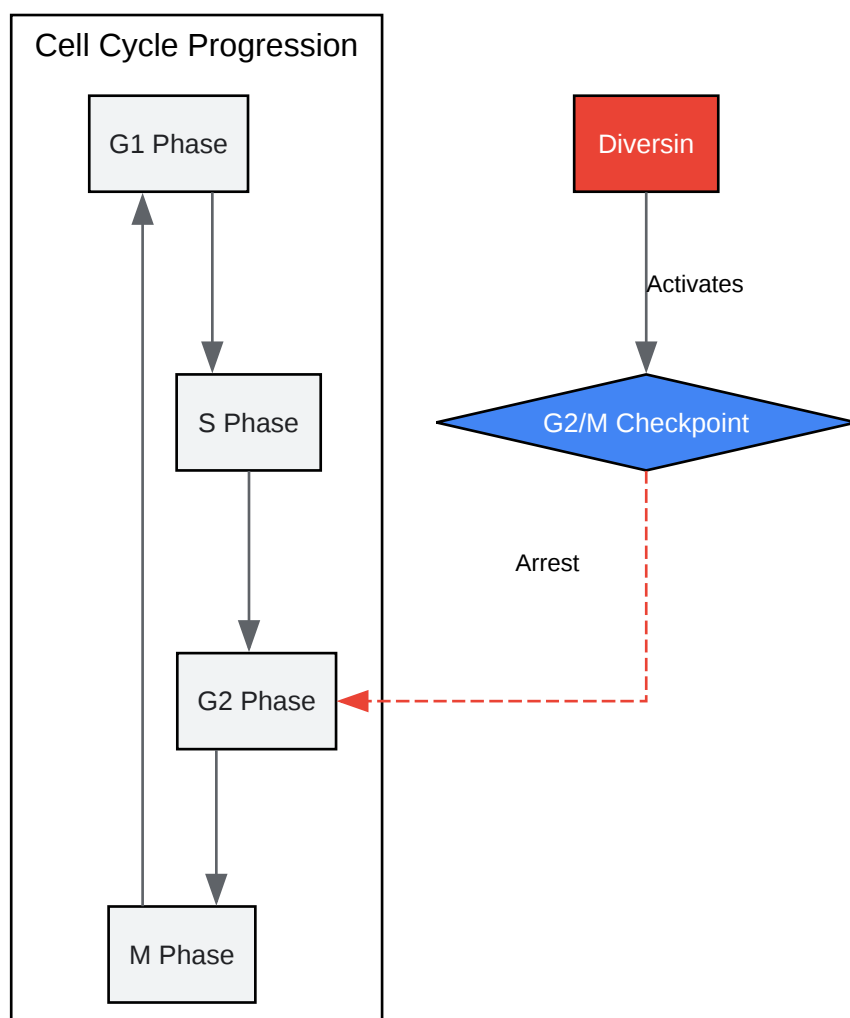 Cell Cycle Progression
G1 Phase
Diversin
Activates
S Phase
G2/M Checkpoint
Arrest
G2 Phase
M Phase